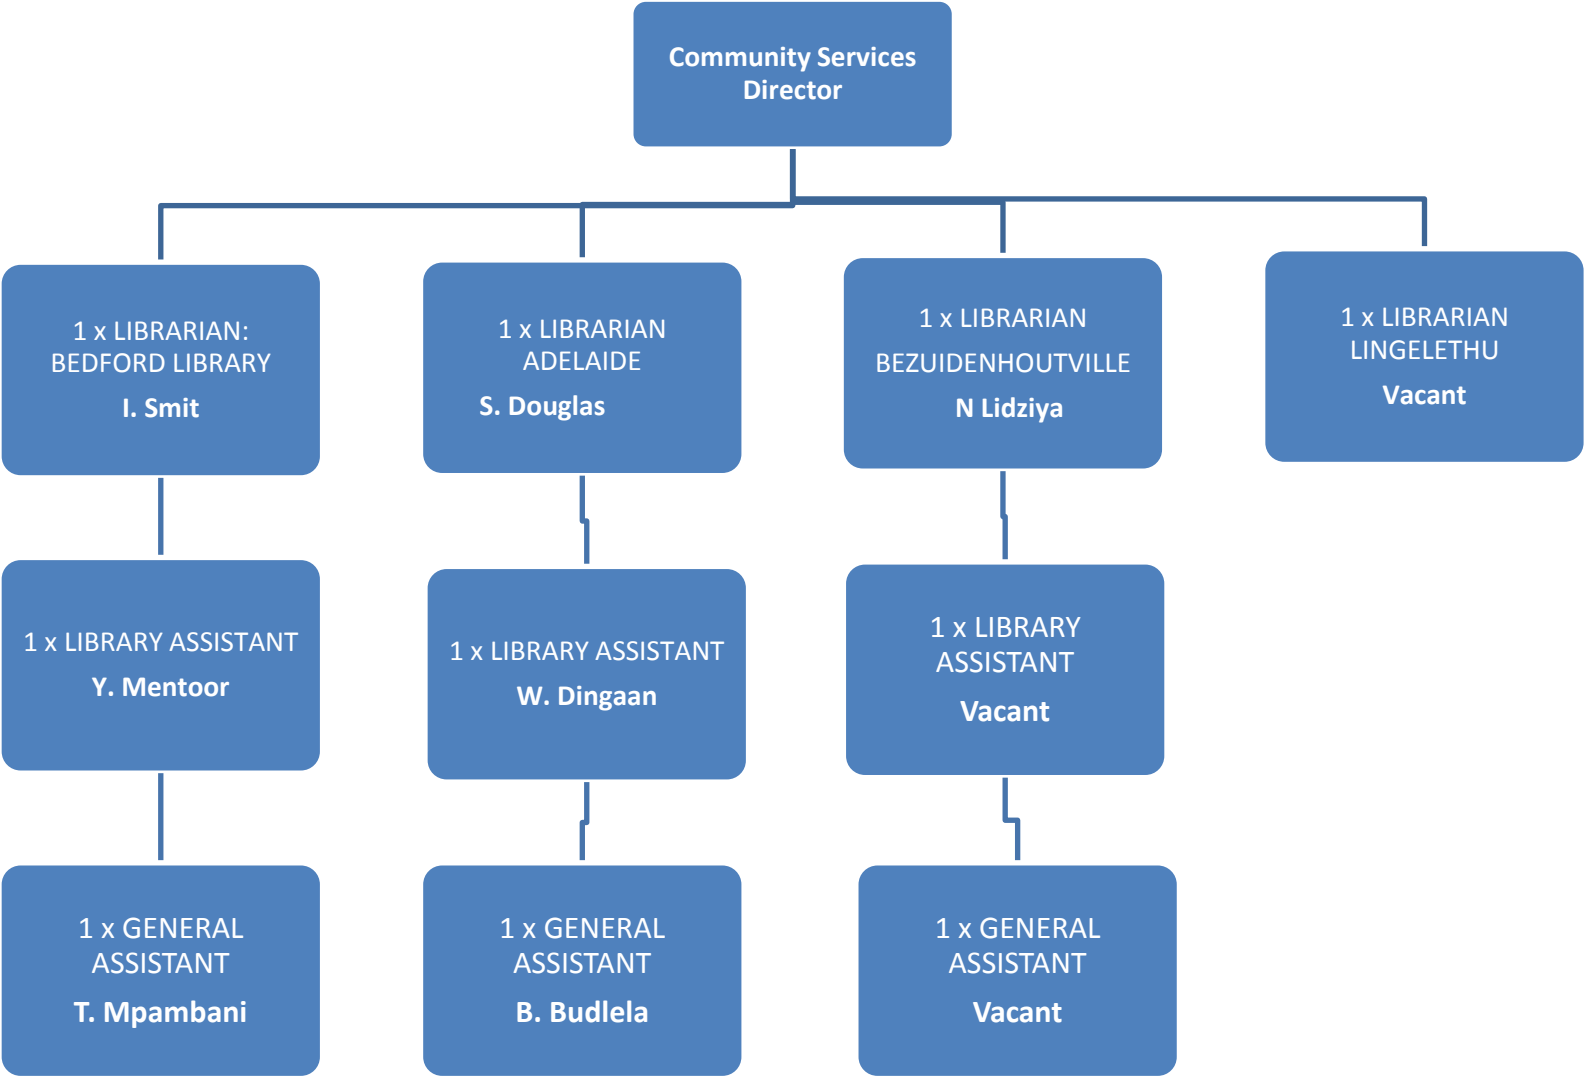 Community Services
Director
1 x LIBRARIAN:
BEDFORD LIBRARY
I. Smit
1 x LIBRARIAN
ADELAIDE
S. Douglas
1 x LIBRARIAN
BEZUIDENHOUTVILLE
N Lidziya
1 x LIBRARIAN
LINGELETHU
Vacant
1 x LIBRARY ASSISTANT
Y. Mentoor
1 x LIBRARY ASSISTANT
W. Dingaan
1 x LIBRARY
ASSISTANT
Vacant
1 x GENERAL
ASSISTANT
T. Mpambani
1 x GENERAL
ASSISTANT
B. Budlela
1 x GENERAL
ASSISTANT
Vacant